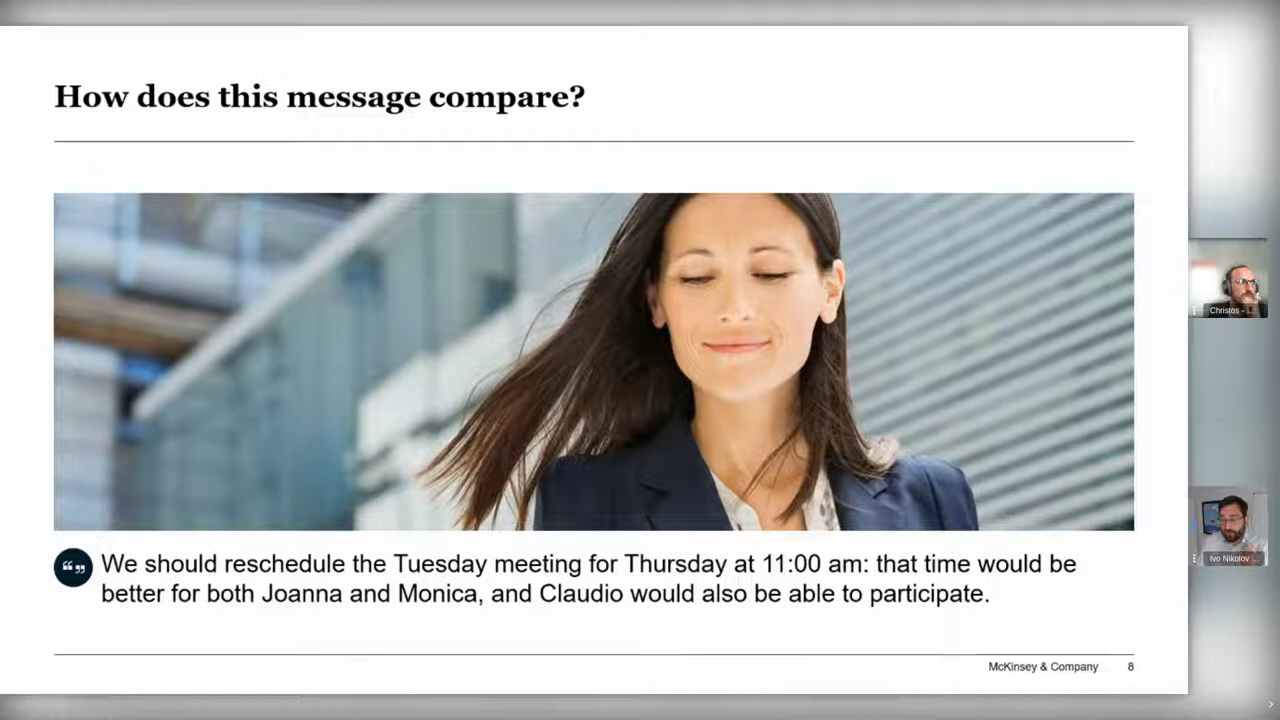 How does this message compare?
Christos - ...
“ ”
We should reschedule the Tuesday meeting for Thursday at 11:00 am: that time would be
better for both Joanna and Monica, and Claudio would also be able to participate.
Ivo Nikolov ...
McKinsey & Company 8